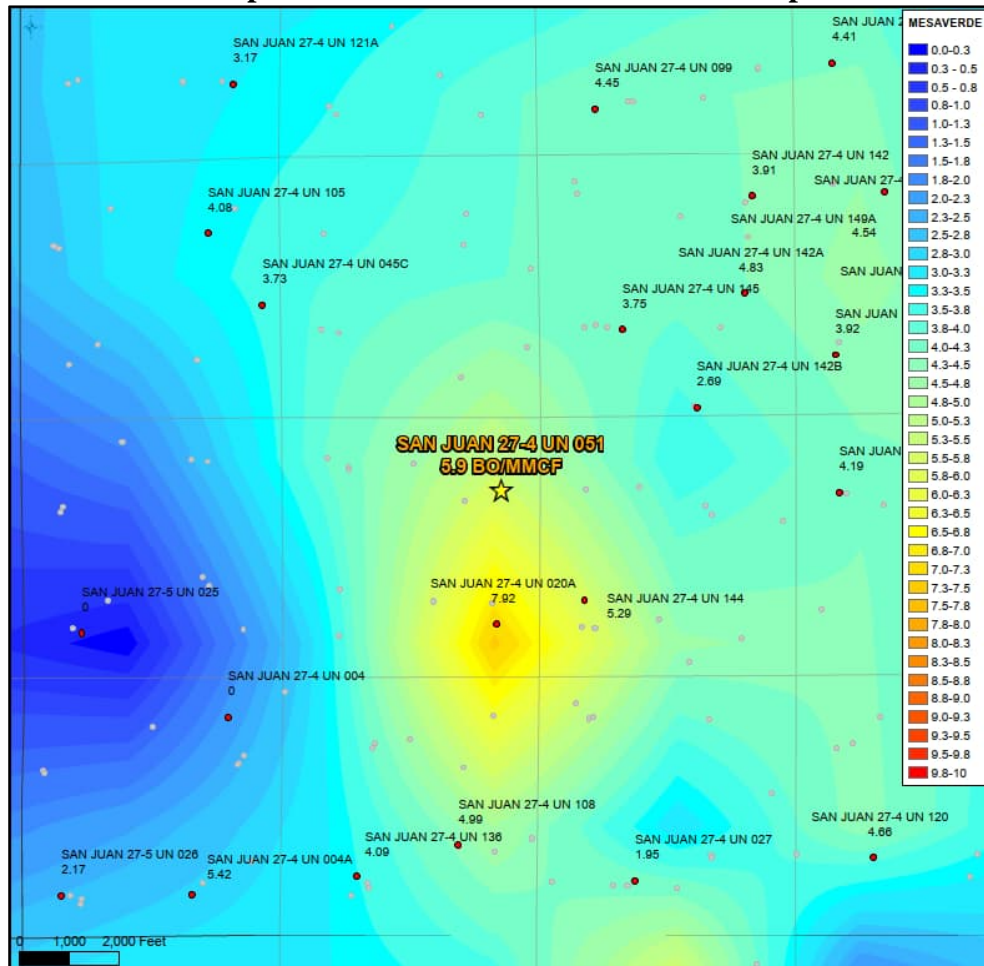 MESAVERDE
0.0-0.3
0.3 - 0.5
0.5 - 0.8
0.8-1.0
1.0-1.3
1.3-1.5
1.5-1.8
1.8-2.0
2.0-2.3
2.3-2.5
2.5-2.8
2.8-3.0
3.0-3.3
3.3-3.5
3.5-3.8
3.8-4.0
4.0-4.3
4.3-4.5
4.5-4.8
4.8-5.0
5.0-5.3
5.3-5.5
5.5-5.8
5.8-6.0
6.0-6.3
6.3-6.5
6.5-6.8
6.8-7.0
7.0-7.3
7.3-7.5
7.5-7.8
7.8-8.0
8.0-8.3
8.3-8.5
8.5-8.8
8.8-9.0
9.0-9.3
9.3-9.5
9.5-9.8
9.8-10
SAN JUAN 2
4.41
SAN JUAN 27-4 UN 121A
3.17
SAN JUAN 27-4 UN 099
4.45
SAN JUAN 27-4 UN 142
3.91
SAN JUAN 27-4
SAN JUAN 27-4 UN 105
4.08
SAN JUAN 27-4 UN 149A
4.54
SAN JUAN 27-4 UN 142A
4.83
SAN JUAN 27-4 UN 045C
3.73
SAN JUAN
SAN JUAN 27-4 UN 145
3.75
SAN JUAN
3.92
SAN JUAN 27-4 UN 142B
2.69
SAN JUAN 27-4 UN 051
5.9 BO/MMCF
SAN JUAN
4.19
SAN JUAN 27-5 UN 025
0
SAN JUAN 27-4 UN 020A
7.92
SAN JUAN 27-4 UN 144
5.29
SAN JUAN 27-4 UN 004
0
SAN JUAN 27-4 UN 108
4.99
SAN JUAN 27-4 UN 136
4.09
SAN JUAN 27-4 UN 027
1.95
SAN JUAN 27-4 UN 120
4.66
SAN JUAN 27-5 UN 026
2.17
SAN JUAN 27-4 UN 004A
5.42
0 1,000 2,000 Feet